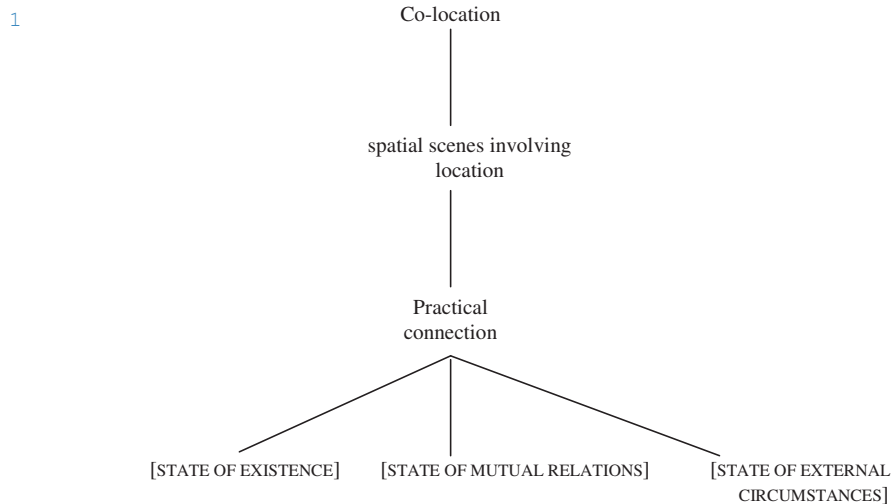 1
Co-location
spatial scenes involving
location
Practical
connection
[STATE OF EXISTENCE]
[STATE OF MUTUAL RELATIONS]
[STATE OF EXTERNAL
CIRCUMSTANCES]